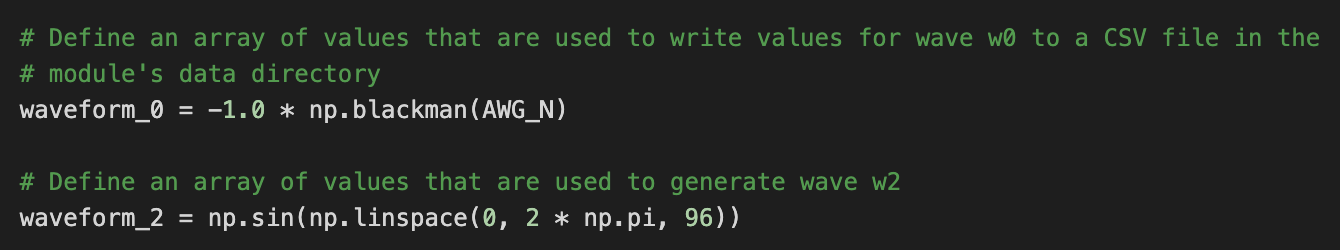 # Define an array of values that are used to write values for wave w0 to a CSV file in the
# module's data directory
waveform_0 = -1.0 * np.blackman(AWG_N)
# Define an array of values that are used to generate wave w2
waveform_2 = np.sin(np.linspace(0, 2 * np.pi, 96))